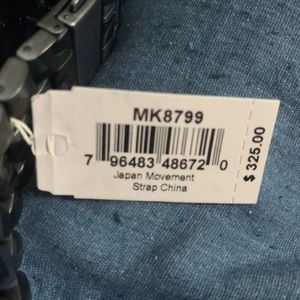 MK8799
7 96483 48672 0
Japan Movement
Strap China
$ 325.00